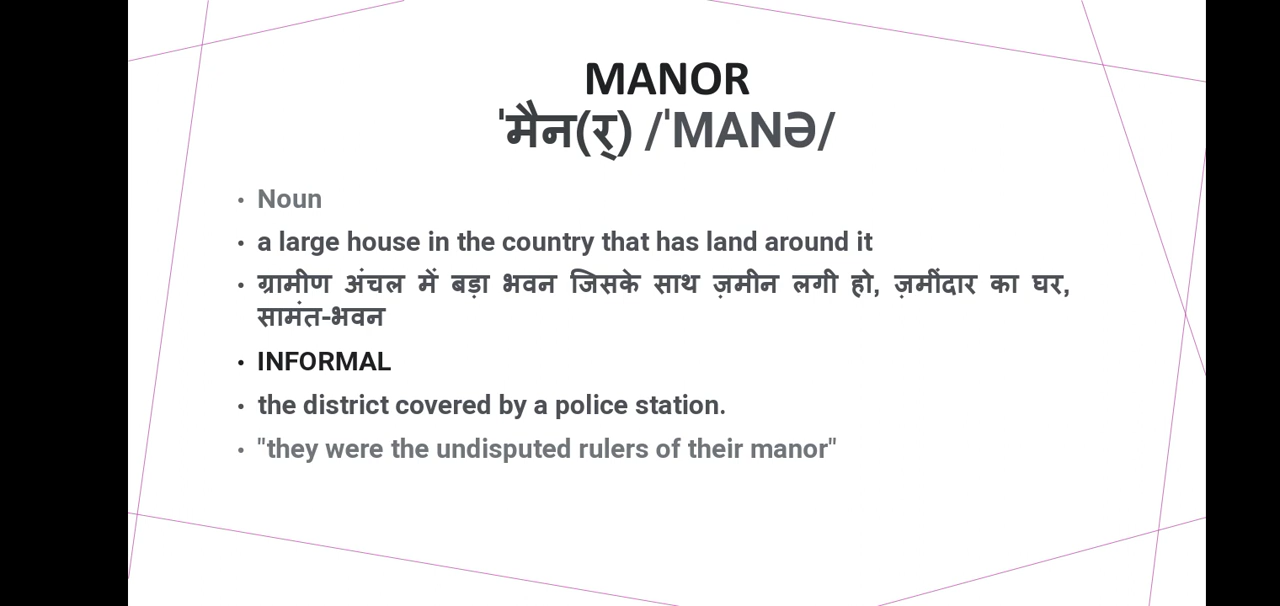 MANOR
ˈमैन(र्) /ˈMANƏ/
• Noun
• a large house in the country that has land around it
• ग्रामीण अंचल में बड़ा भवन जिसके साथ ज़मीन लगी हो, ज़मींदार का घर,
सामंत-भवन
• INFORMAL
• the district covered by a police station.
• "they were the undisputed rulers of their manor"